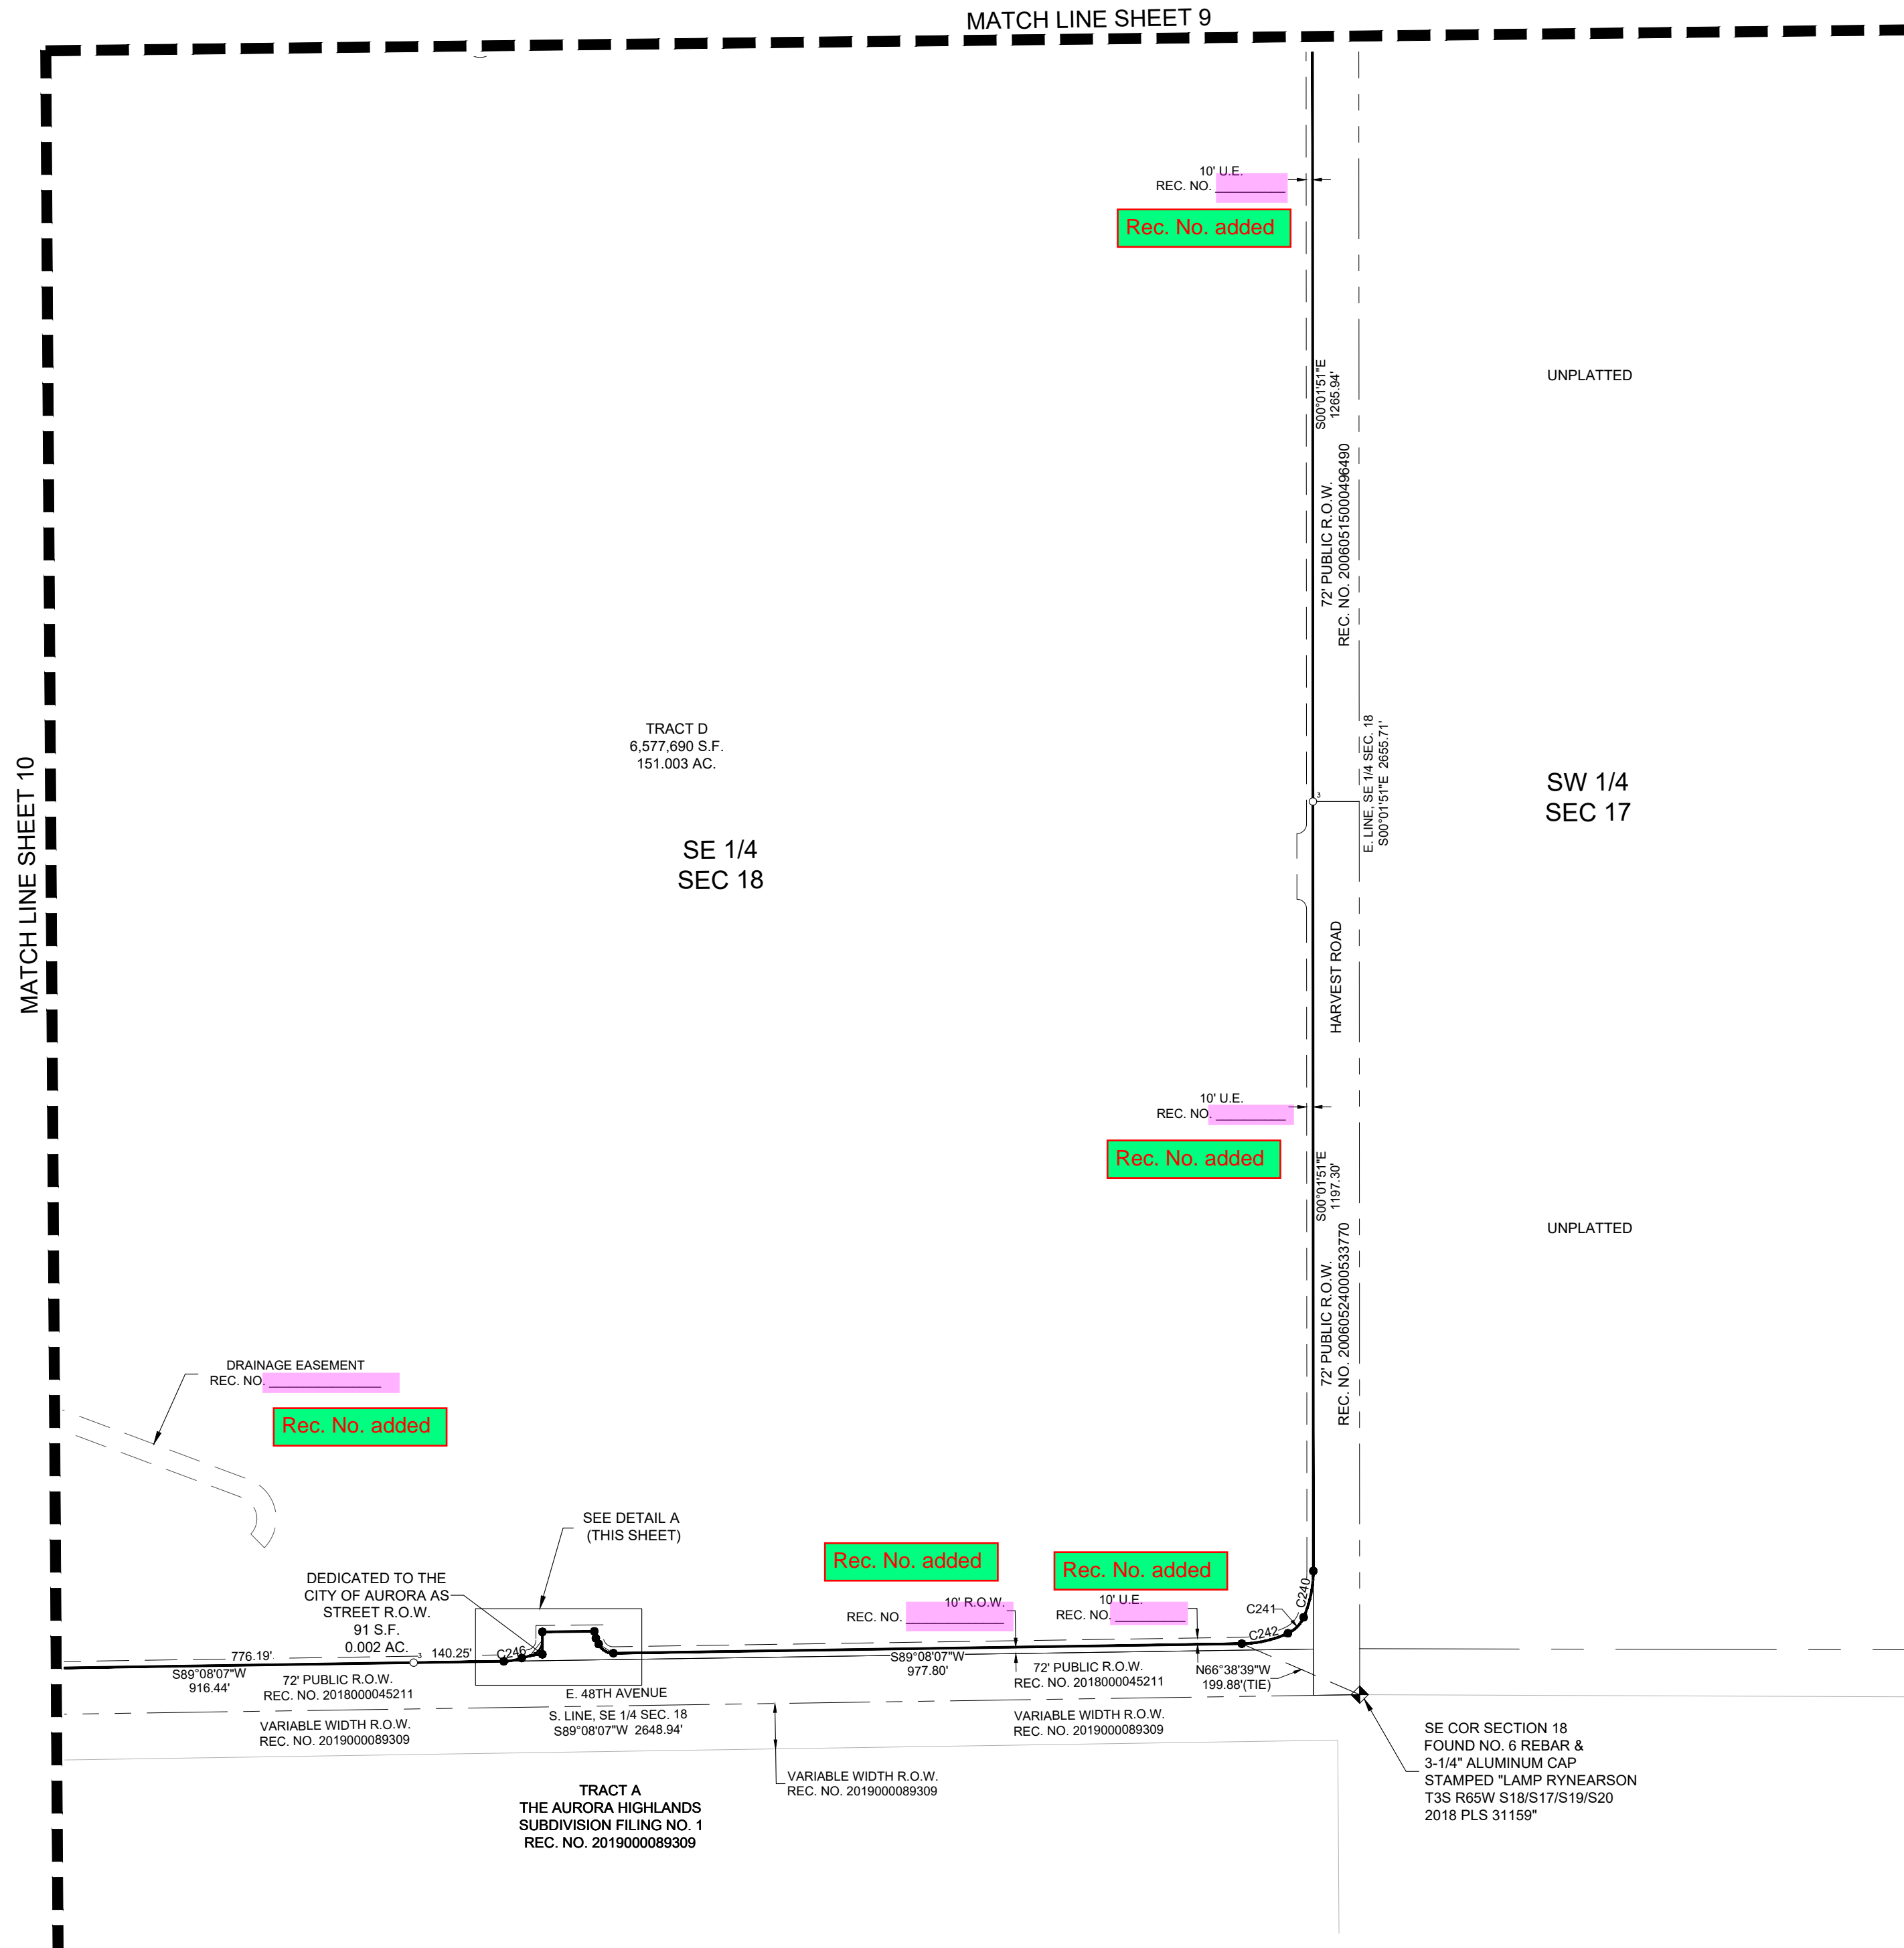 MATCH LINE SHEET 9
10' U.E.
REC. NO. ___________
Rec. No. added
S00°01'51"E
1265.94'
UNPLATTED
72' PUBLIC R.O.W.
REC. NO. 20060515000496490
TRACT D
6,577,690 S.F.
151.003 AC.
E. LINE, SE 1/4 SEC. 18
S00°01'51"E 2655.71'
3
MATCH LINE SHEET 10
SE 1/4
SEC 18
SW 1/4
SEC 17
HARVEST ROAD
10' U.E.
REC. NO. ___________
Rec. No. added
S00°01'51"E
1197.30'
UNPLATTED
72' PUBLIC R.O.W.
REC. NO. 20060524000533770
DRAINAGE EASEMENT
REC. NO. ________________
Rec. No. added
SEE DETAIL A
(THIS SHEET)
DEDICATED TO THE
CITY OF AURORA AS
STREET R.O.W.
91 S.F.
0.002 AC.
Rec. No. added
10' R.O.W.
REC. NO. ______________
Rec. No. added
10' U.E.
REC. NO. __________
C240
C241
C242
776.19'
3
140.25'
C246
S89°08'07"W
916.44'
72' PUBLIC R.O.W.
REC. NO. 2018000045211
S89°08'07"W
977.80'
72' PUBLIC R.O.W.
REC. NO. 2018000045211
N66°38'39"W
199.88'(TIE)
E. 48TH AVENUE
S. LINE, SE 1/4 SEC. 18
S89°08'07"W 2648.94'
VARIABLE WIDTH R.O.W.
REC. NO. 2019000089309
VARIABLE WIDTH R.O.W.
REC. NO. 2019000089309
VARIABLE WIDTH R.O.W.
REC. NO. 2019000089309
TRACT A
THE AURORA HIGHLANDS
SUBDIVISION FILING NO. 1
REC. NO. 2019000089309
SE COR SECTION 18
FOUND NO. 6 REBAR &
3-1/4" ALUMINUM CAP
STAMPED "LAMP RYNEARSON
T3S R65W S18/S17/S19/S20
2018 PLS 31159"